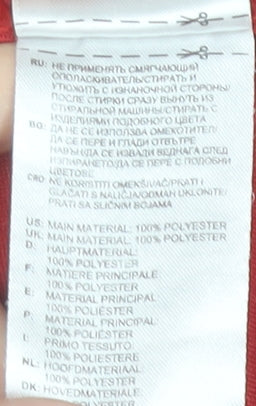 RU: НЕ ПРИМЕНЯТЬ СМЯГЧАЮЩИЙ
ОПОЛАСКИВАТЕЛЬ/СТИРАТЬ И
УТЮЖИТЬ С ИЗНАНОЧНОЙ СТОРОНЫ/
ПОСЛЕ СТИРКИ СРАЗУ ВЫНУТЬ ИЗ
СТИРАЛЬНОЙ МАШИНЫ/СТИРАТЬ С
ИЗДЕЛИЯМИ ПОДОБНОГО ЦВЕТА
BG: ДА НЕ СЕ ИЗПОЛЗВА ОМЕКОТИТЕЛ/
ДА СЕ ПЕРЕ И ГЛАДИ ОТВЪТРЕ
НАВЪН/ДА СЕ ИЗВАДИ ВЕДНАГА СЛЕД
ИЗПИРАНЕТО/ДА СЕ ПЕРЕ С ПОДОБНИ
ЦВЕТОВЕ
CRO: NE KORISTITI OMEKŠIVAČ/PRATI I
GLAČATI S NALIČJA/ODMAH UKLONITE/
PRATI SA SLIČNIM BOJAMA
US: MAIN MATERIAL: 100% POLYESTER
UK: MAIN MATERIAL: 100% POLYESTER
D: HAUPTMATERIAL:
100% POLYESTER
F: MATIERE PRINCIPALE:
100% POLYESTER
E: MATERIAL PRINCIPAL:
100% POLIÉSTER
P: MATERIAL PRINCIPAL:
100% POLIÉSTER
I: PRIMO TESSUTO:
100% POLIESTERE
NL: HOOFDMATERIAAL:
100% POLYESTER
DK: HOVEDMATERIALE:
POLYESTER